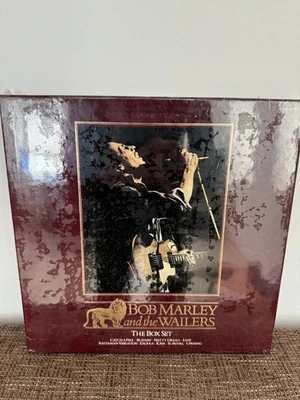 BOB MARLEY
and the WAILERS
THE BOX SET
CATCH A FIRE · BURNIN' · NATTY DREAD · LIVE
RASTAMAN VIBRATION · EXODUS · KAYA · SURVIVAL · UPRISING